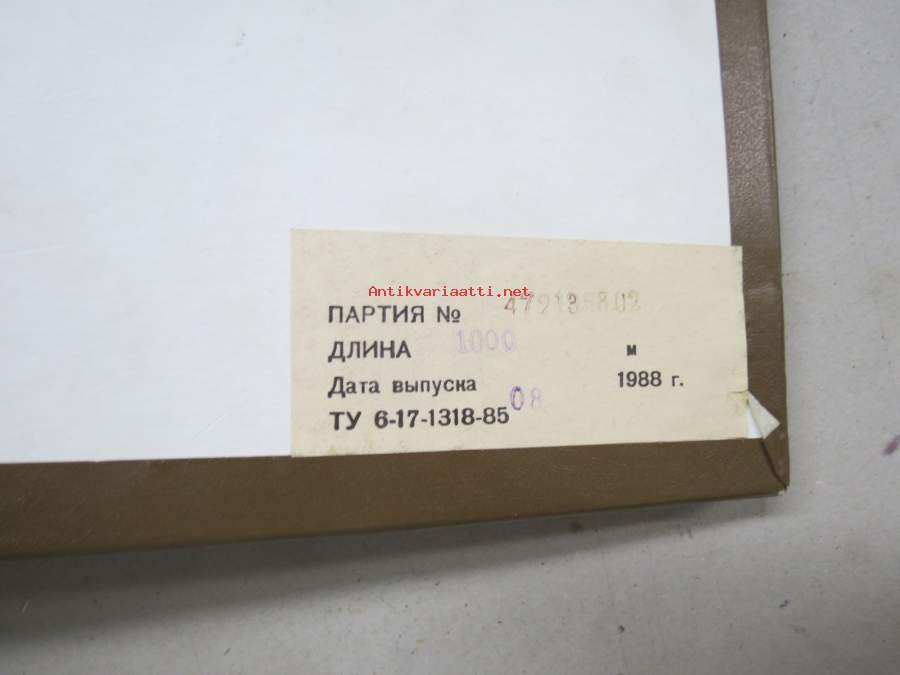 Antikvariaatti.net
ПАРТИЯ № 472135802
ДЛИНА 1000 м
Дата выпуска 08 1988 г.
ТУ 6-17-1318-85